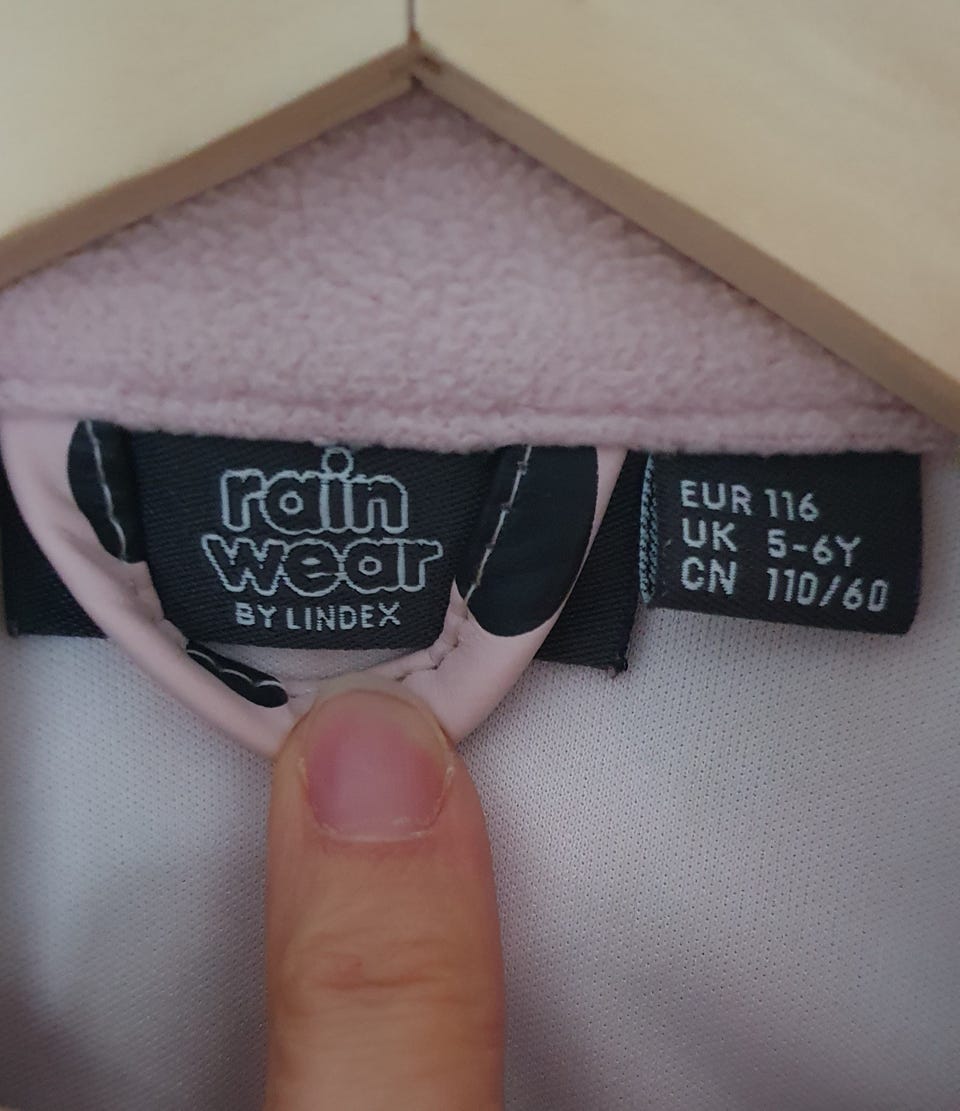 rain
wear
BY LINDEX
EUR 116
UK 5-6Y
CN 110/60